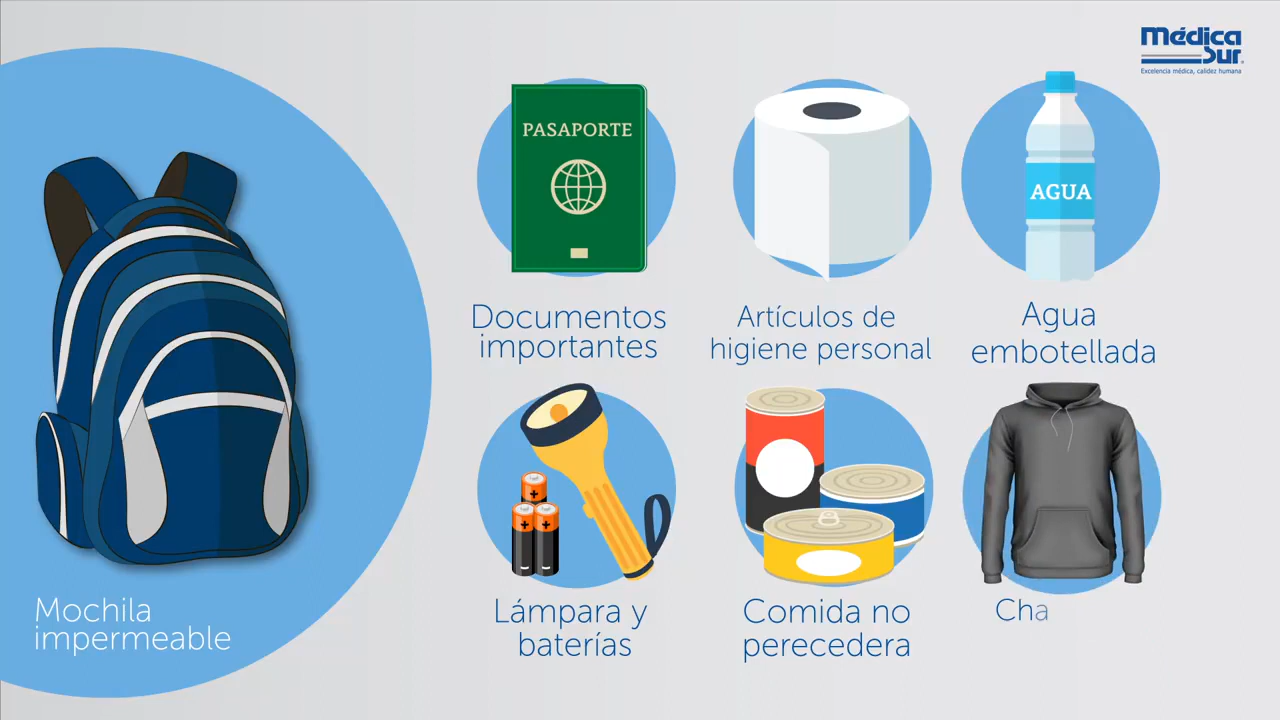 Médica
Sur
Excelencia médica, calidez humana
PASAPORTE
AGUA
Documentos
importantes
Artículos de
higiene personal
Agua
embotellada
Lámpara y
baterías
Comida no
perecedera
Cha
Mochila
impermeable